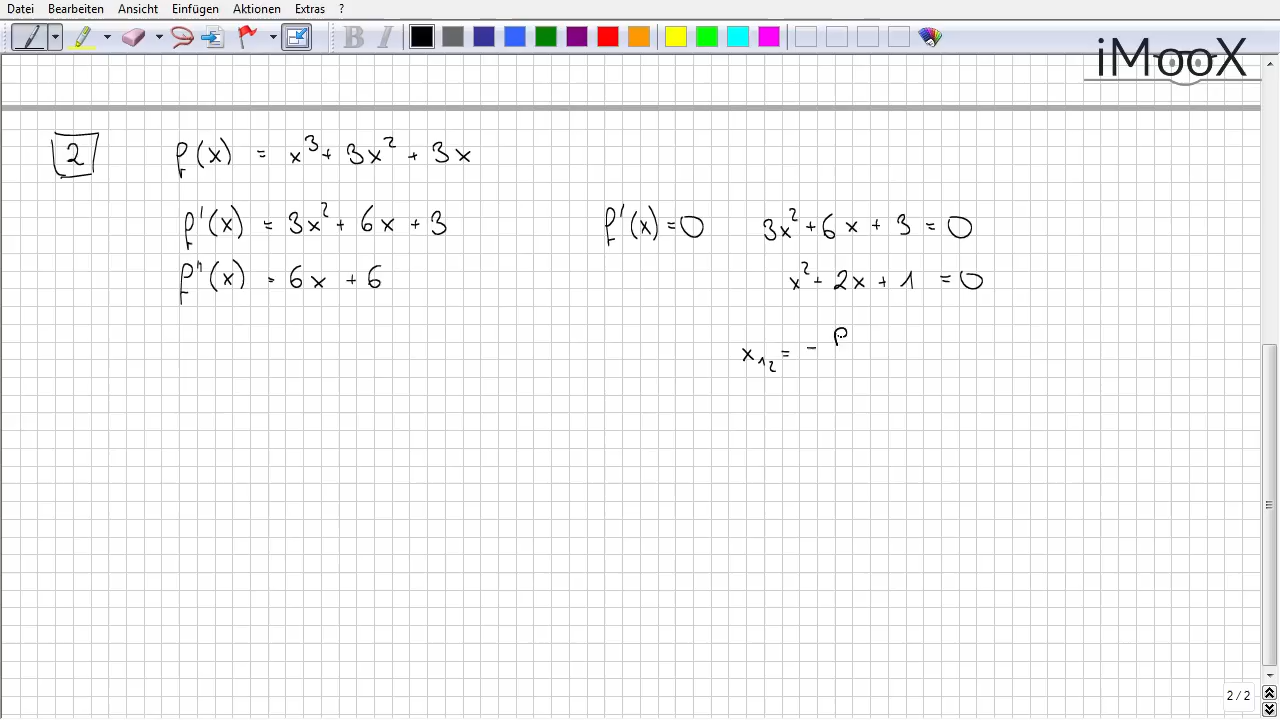 Datei Bearbeiten Ansicht Einfügen Aktionen Extras ?
B I
iMooX
2 f(x) = x³ + 3x² + 3x
f'(x) = 3x² + 6x + 3 f'(x) = 0 3x² + 6x + 3 = 0
f''(x) = 6x + 6 x² + 2x + 1 = 0
x₁₂ = - p
2 / 2